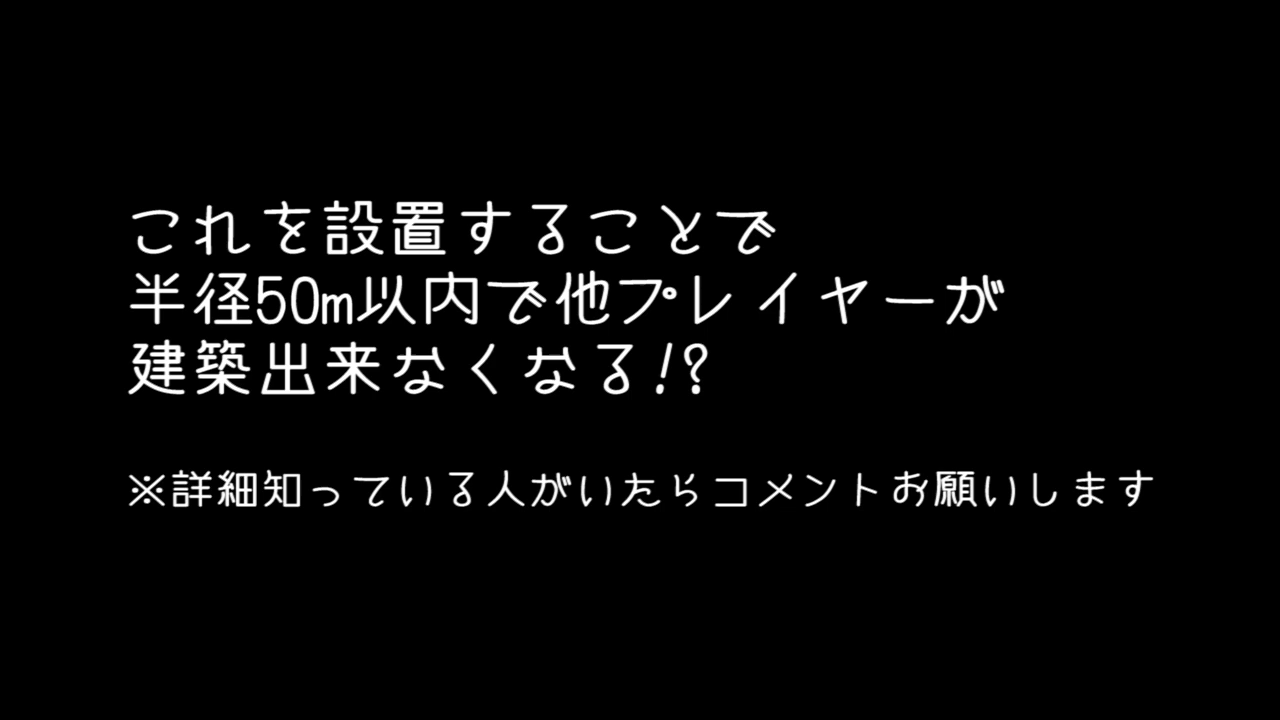 これを設置することで
半径50m以内で他プレイヤーが
建築出来なくなる!?
※詳細知っている人がいたらコメントお願いします